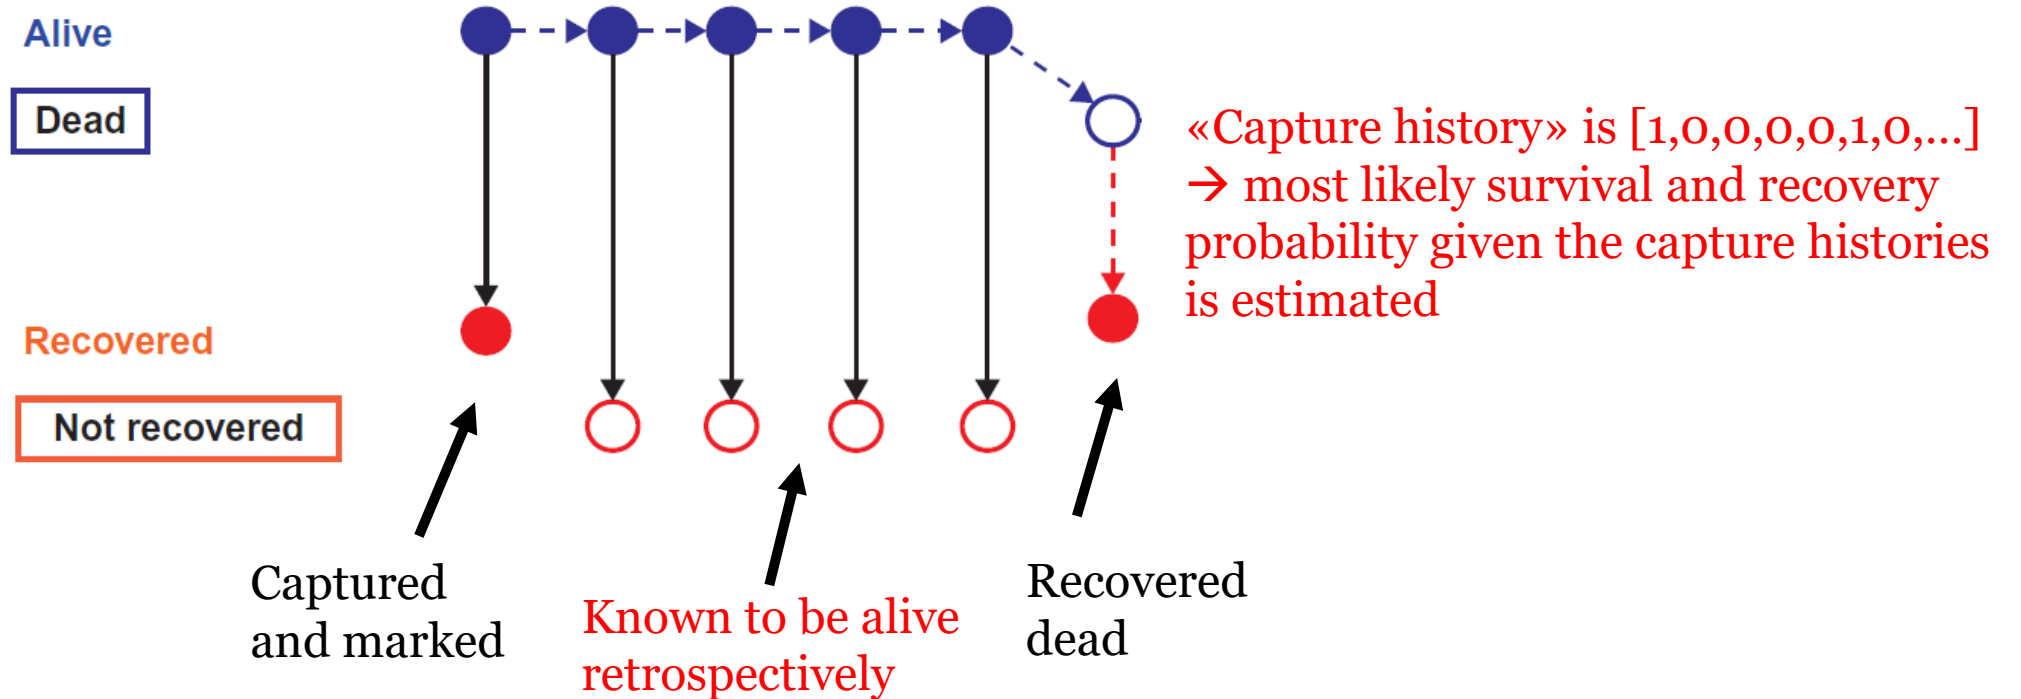 Alive
Dead
«Capture history» is [1,0,0,0,0,1,0,...]
→ most likely survival and recovery
probability given the capture histories
is estimated
Recovered
Not recovered
Captured
and marked
Known to be alive
retrospectively
Recovered
dead